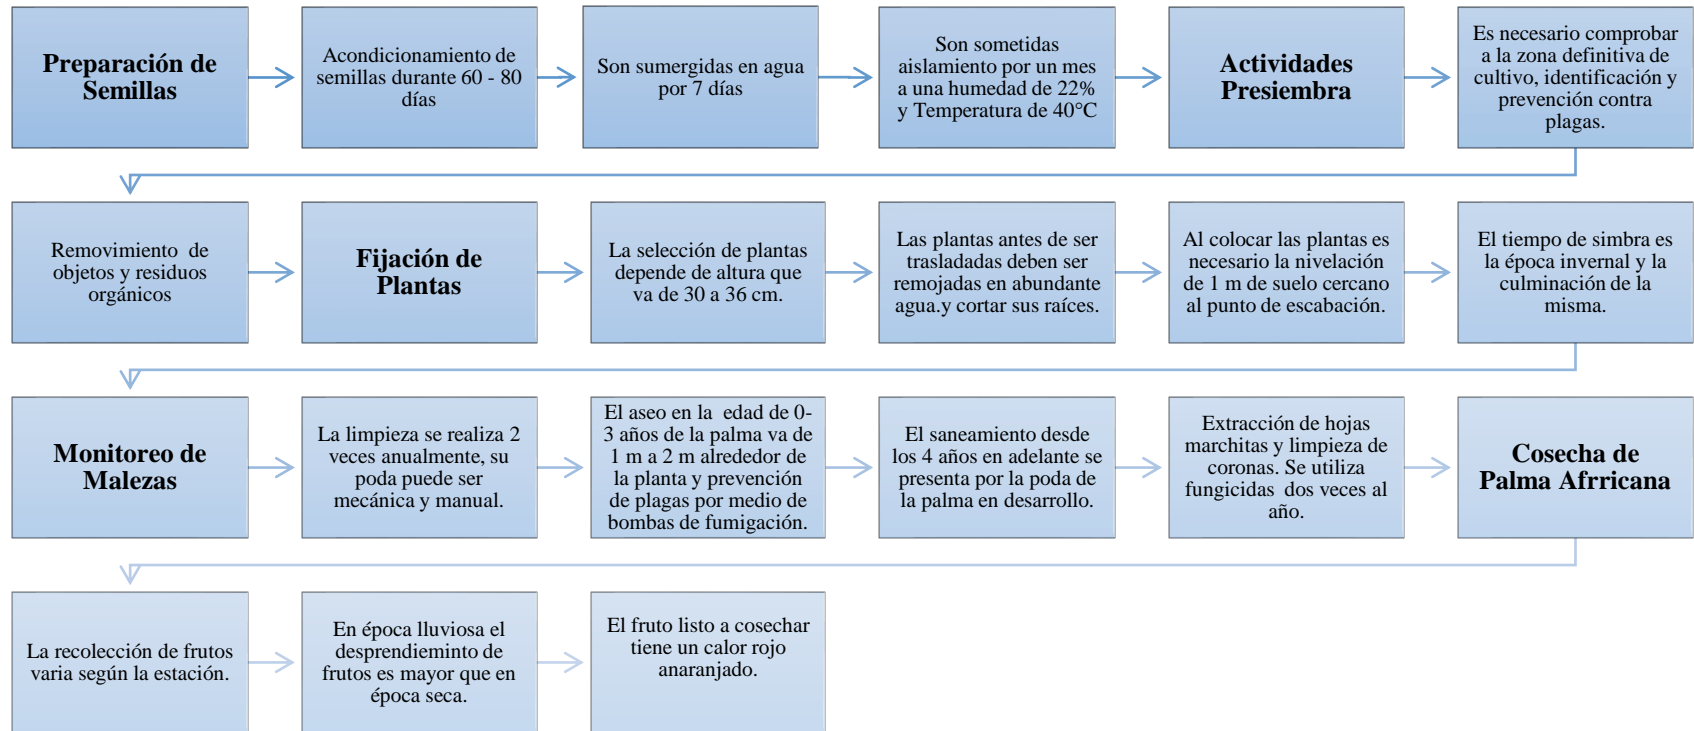 Preparación de
Semillas
Acondicionamiento de
semillas durante 60 - 80
días
Son sumergidas en agua
por 7 días
Son sometidas
aislamiento por un mes
a una humedad de 22%
y Temperatura de 40°C
Actividades
Presiembra
Es necesario comprobar
a la zona definitiva de
cultivo, identificación y
prevención contra
plagas.
Removimiento de
objetos y residuos
orgánicos
Fijación de
Plantas
La selección de plantas
depende de altura que
va de 30 a 36 cm.
Las plantas antes de ser
trasladadas deben ser
remojadas en abundante
agua.y cortar sus raíces.
Al colocar las plantas es
necesario la nivelación
de 1 m de suelo cercano
al punto de escabación.
El tiempo de simbra es
la época invernal y la
culminación de la
misma.
Monitoreo de
Malezas
La limpieza se realiza 2
veces anualmente, su
poda puede ser
mecánica y manual.
El aseo en la edad de 0-
3 años de la palma va de
1 m a 2 m alrededor de
la planta y prevención
de plagas por medio de
bombas de fumigación.
El saneamiento desde
los 4 años en adelante se
presenta por la poda de
la palma en desarrollo.
Extracción de hojas
marchitas y limpieza de
coronas. Se utiliza
fungicidas dos veces al
año.
Cosecha de
Palma Afrricana
La recolección de frutos
varia según la estación.
En época lluviosa el
desprendieminto de
frutos es mayor que en
época seca.
El fruto listo a cosechar
tiene un calor rojo
anaranjado.